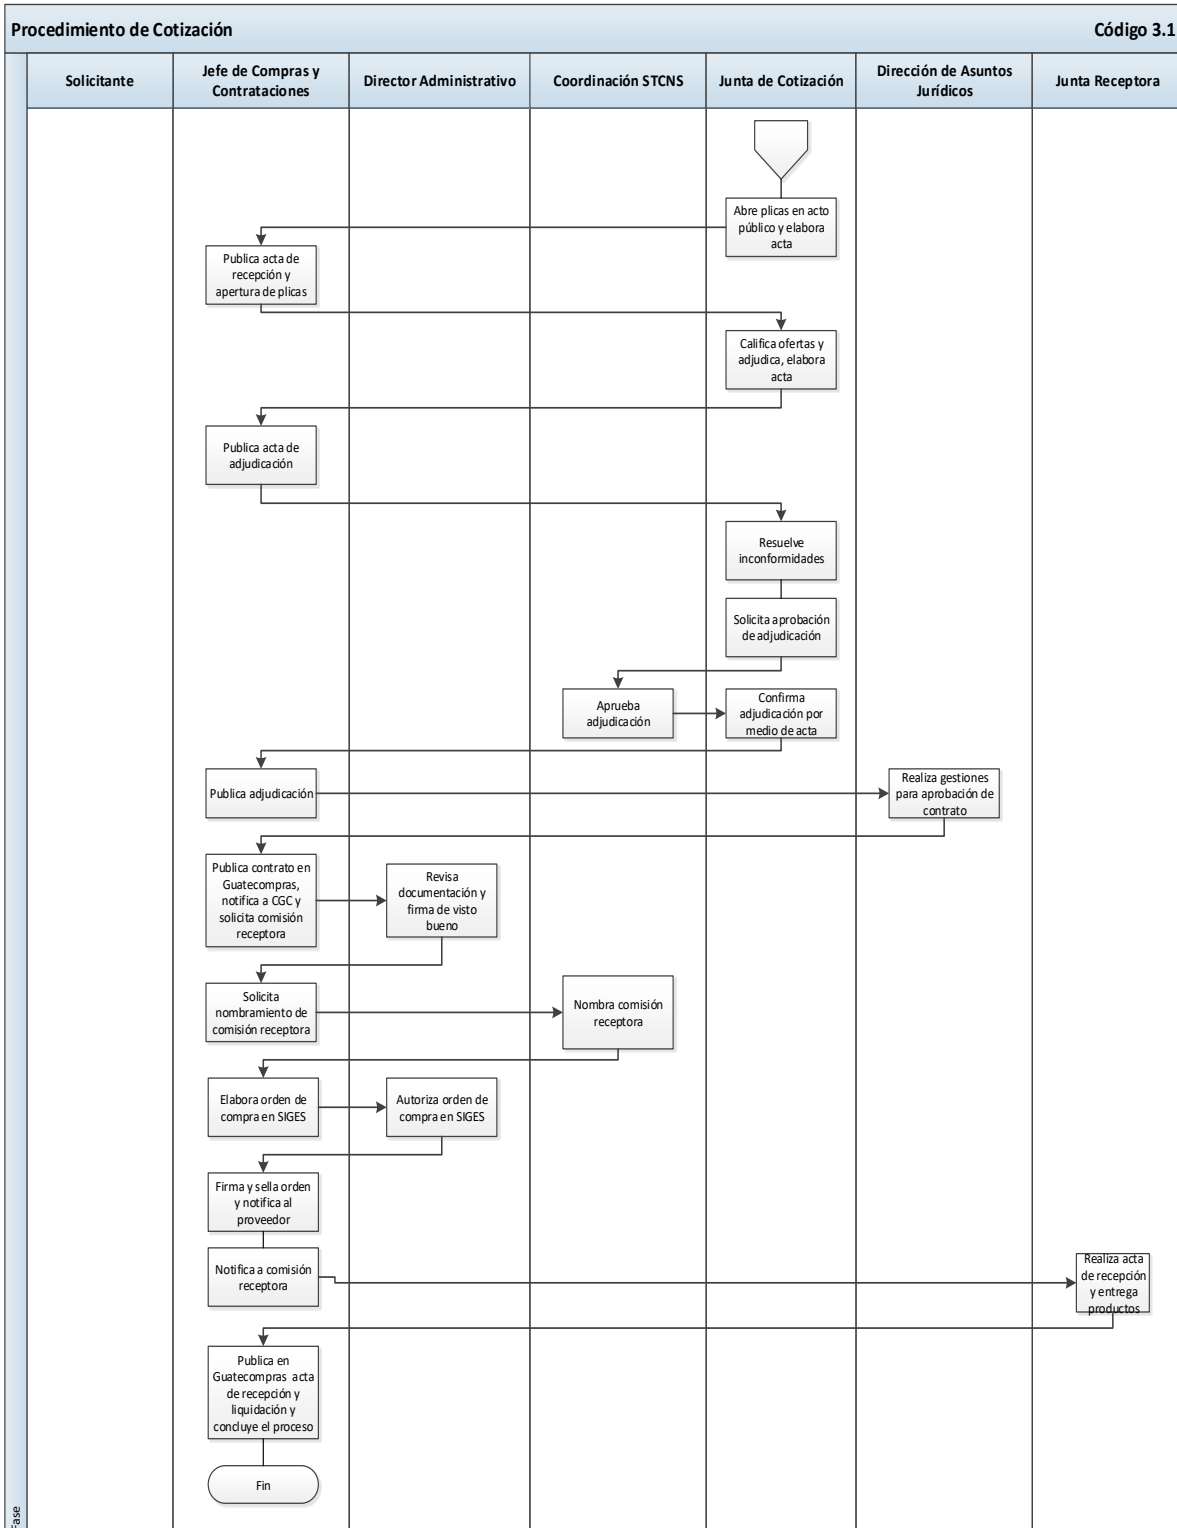 Procedimiento de Cotización
Código 3.1
Solicitante
Jefe de Compras y
Contrataciones
Director Administrativo
Coordinación STCNS
Junta de Cotización
Dirección de Asuntos
Jurídicos
Junta Receptora
Abre plicas en acto
público y elabora
acta
Publica acta de
recepción y
apertura de plicas
Califica ofertas y
adjudica, elabora
acta
Publica acta de
adjudicación
Resuelve
inconformidades
Solicita aprobación
de adjudicación
Aprueba
adjudicación
Confirma
adjudicación por
medio de acta
Publica adjudicación
Realiza gestiones
para aprobación de
contrato
Publica contrato en
Guatecompras,
notifica a CGC y
solicita comisión
receptora
Revisa
documentación y
firma de visto
bueno
Solicita
nombramiento de
comisión receptora
Nombra comisión
receptora
Elabora orden de
compra en SIGES
Autoriza orden de
compra en SIGES
Firma y sella orden
y notifica al
proveedor
Notifica a comisión
receptora
Realiza acta
de recepción
y entrega
productos
Publica en
Guatecompras acta
de recepción y
liquidación y
concluye el proceso
Fin
Fase